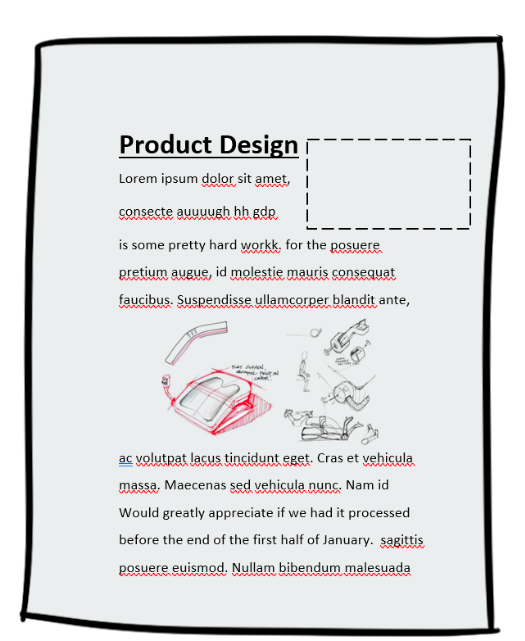 Product Design
Lorem ipsum dolor sit amet,
consecte auuuugh hh gdp
is some pretty hard workk. for the posuere
pretium augue, id molestie mauris consequat
faucibus. Suspendisse ullamcorper blandit ante,
ac volutpat lacus tincidunt eget. Cras et vehicula
massa. Maecenas sed vehicula nunc. Nam id
Would greatly appreciate if we had it processed
before the end of the first half of January.  sagittis
posuere euismod. Nullam bibendum malesuada